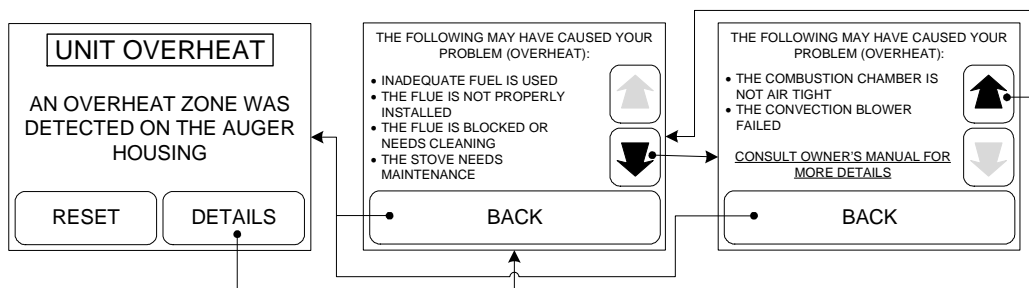 UNIT OVERHEAT
AN OVERHEAT ZONE WAS
DETECTED ON THE AUGER
HOUSING
RESET
DETAILS
THE FOLLOWING MAY HAVE CAUSED YOUR
PROBLEM (OVERHEAT):
• INADEQUATE FUEL IS USED
• THE FLUE IS NOT PROPERLY
INSTALLED
• THE FLUE IS BLOCKED OR
NEEDS CLEANING
• THE STOVE NEEDS
MAINTENANCE
BACK
THE FOLLOWING MAY HAVE CAUSED YOUR
PROBLEM (OVERHEAT):
• THE COMBUSTION CHAMBER IS
NOT AIR TIGHT
• THE CONVECTION BLOWER
FAILED
CONSULT OWNER'S MANUAL FOR
MORE DETAILS
BACK